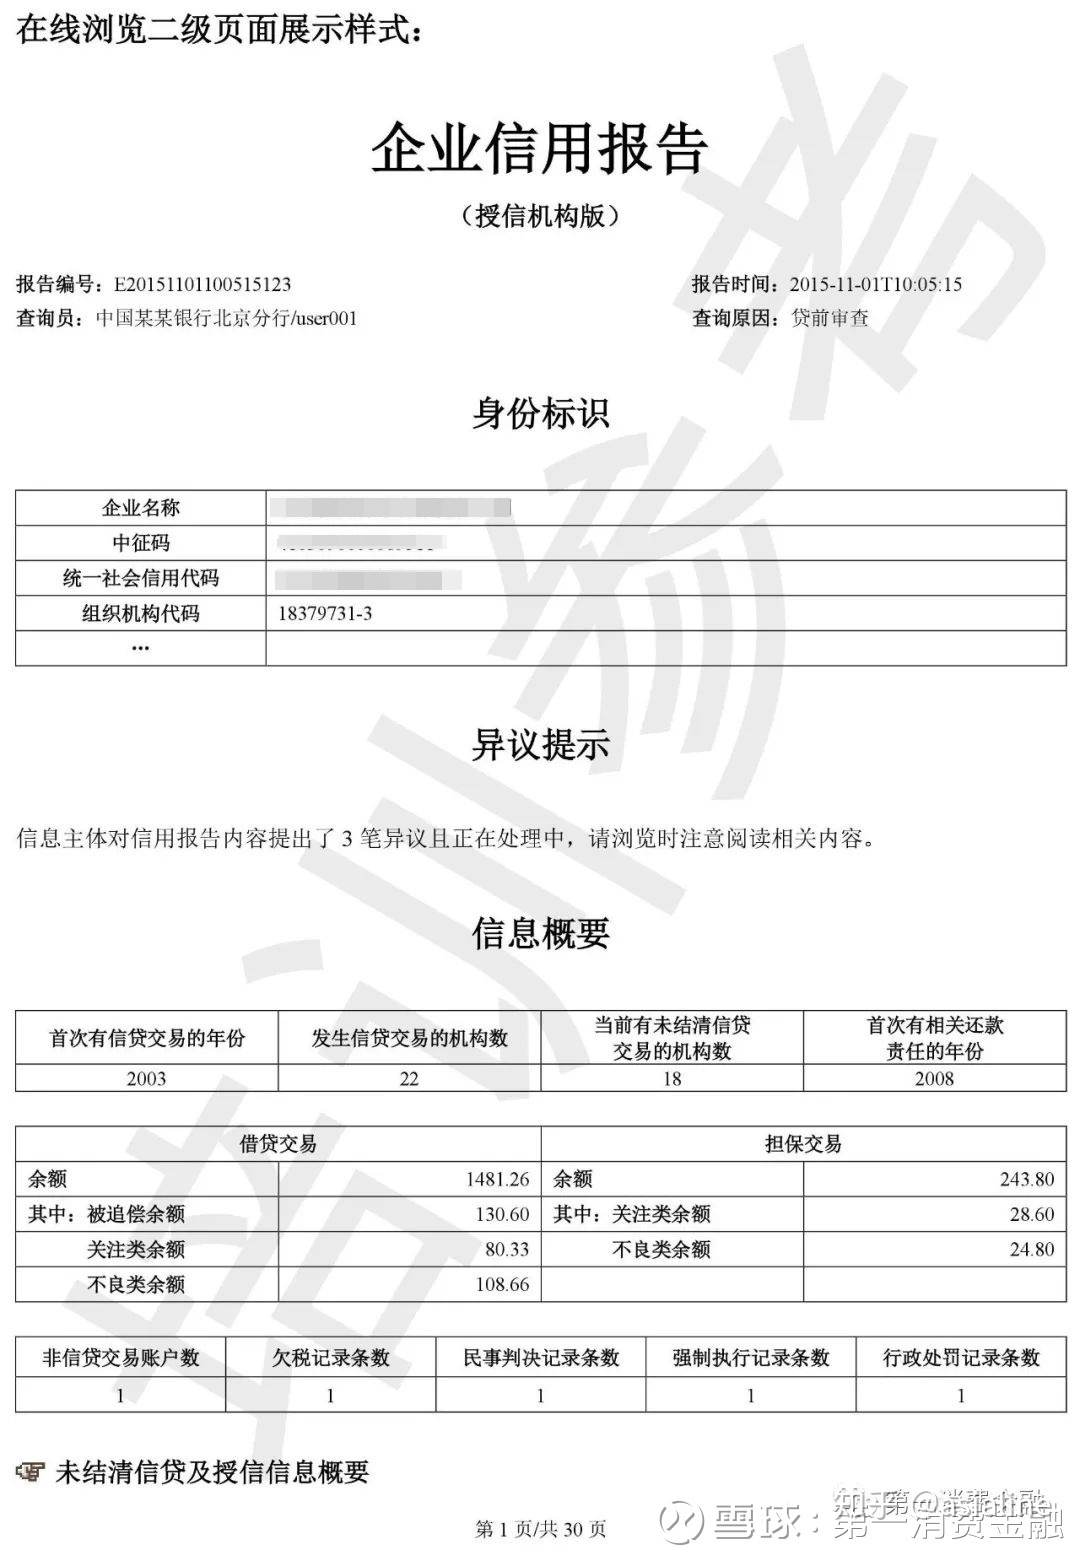 在线浏览二级页面展示样式：
企业信用报告
（授信机构版）
报告编号：E20151101100515123 报告时间：2015-11-01T10:05:15
查询员：中国某某银行北京分行/user001 查询原因：贷前审查
身份标识
企业名称
中征码
统一社会信用代码
组织机构代码 18379731-3
…
异议提示
信息主体对信用报告内容提出了 3 笔异议且正在处理中，请浏览时注意阅读相关内容。
信息概要
首次有信贷交易的年份 发生信贷交易的机构数 当前有未结清信贷 首次有相关还款
交易的机构数 责任的年份
2003 22 18 2008
借贷交易 担保交易
余额 1481.26 余额 243.80
其中：被追偿余额 130.60 其中：关注类余额 28.60
关注类余额 80.33 不良类余额 24.80
不良类余额 108.66
非信贷交易账户数 欠税记录条数 民事判决记录条数 强制执行记录条数 行政处罚记录条数
1 1 1 1 1
未结清信贷及授信信息概要
第 1 页/共 30 页
雪球：第一消费金融
培训参考